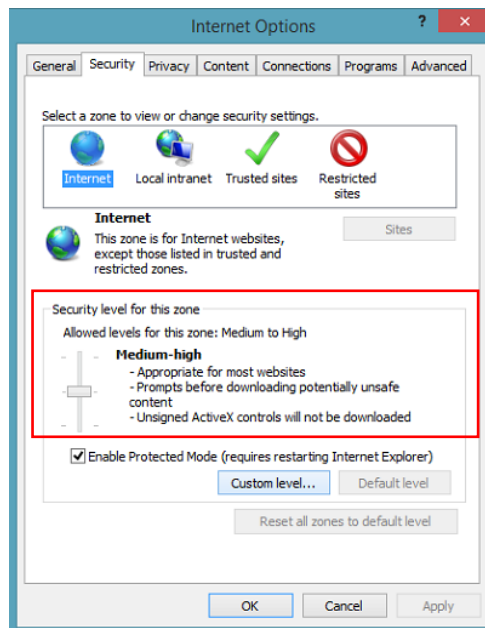 Internet Options
?
×
General Security Privacy Content Connections Programs Advanced
Select a zone to view or change security settings.
Internet Local intranet Trusted sites Restricted
sites
Internet
Sites
This zone is for Internet websites,
except those listed in trusted and
restricted zones.
Security level for this zone
Allowed levels for this zone: Medium to High
Medium-high
- Appropriate for most websites
- Prompts before downloading potentially unsafe
content
- Unsigned ActiveX controls will not be downloaded
Enable Protected Mode (requires restarting Internet Explorer)
Custom level... Default level
Reset all zones to default level
OK Cancel Apply